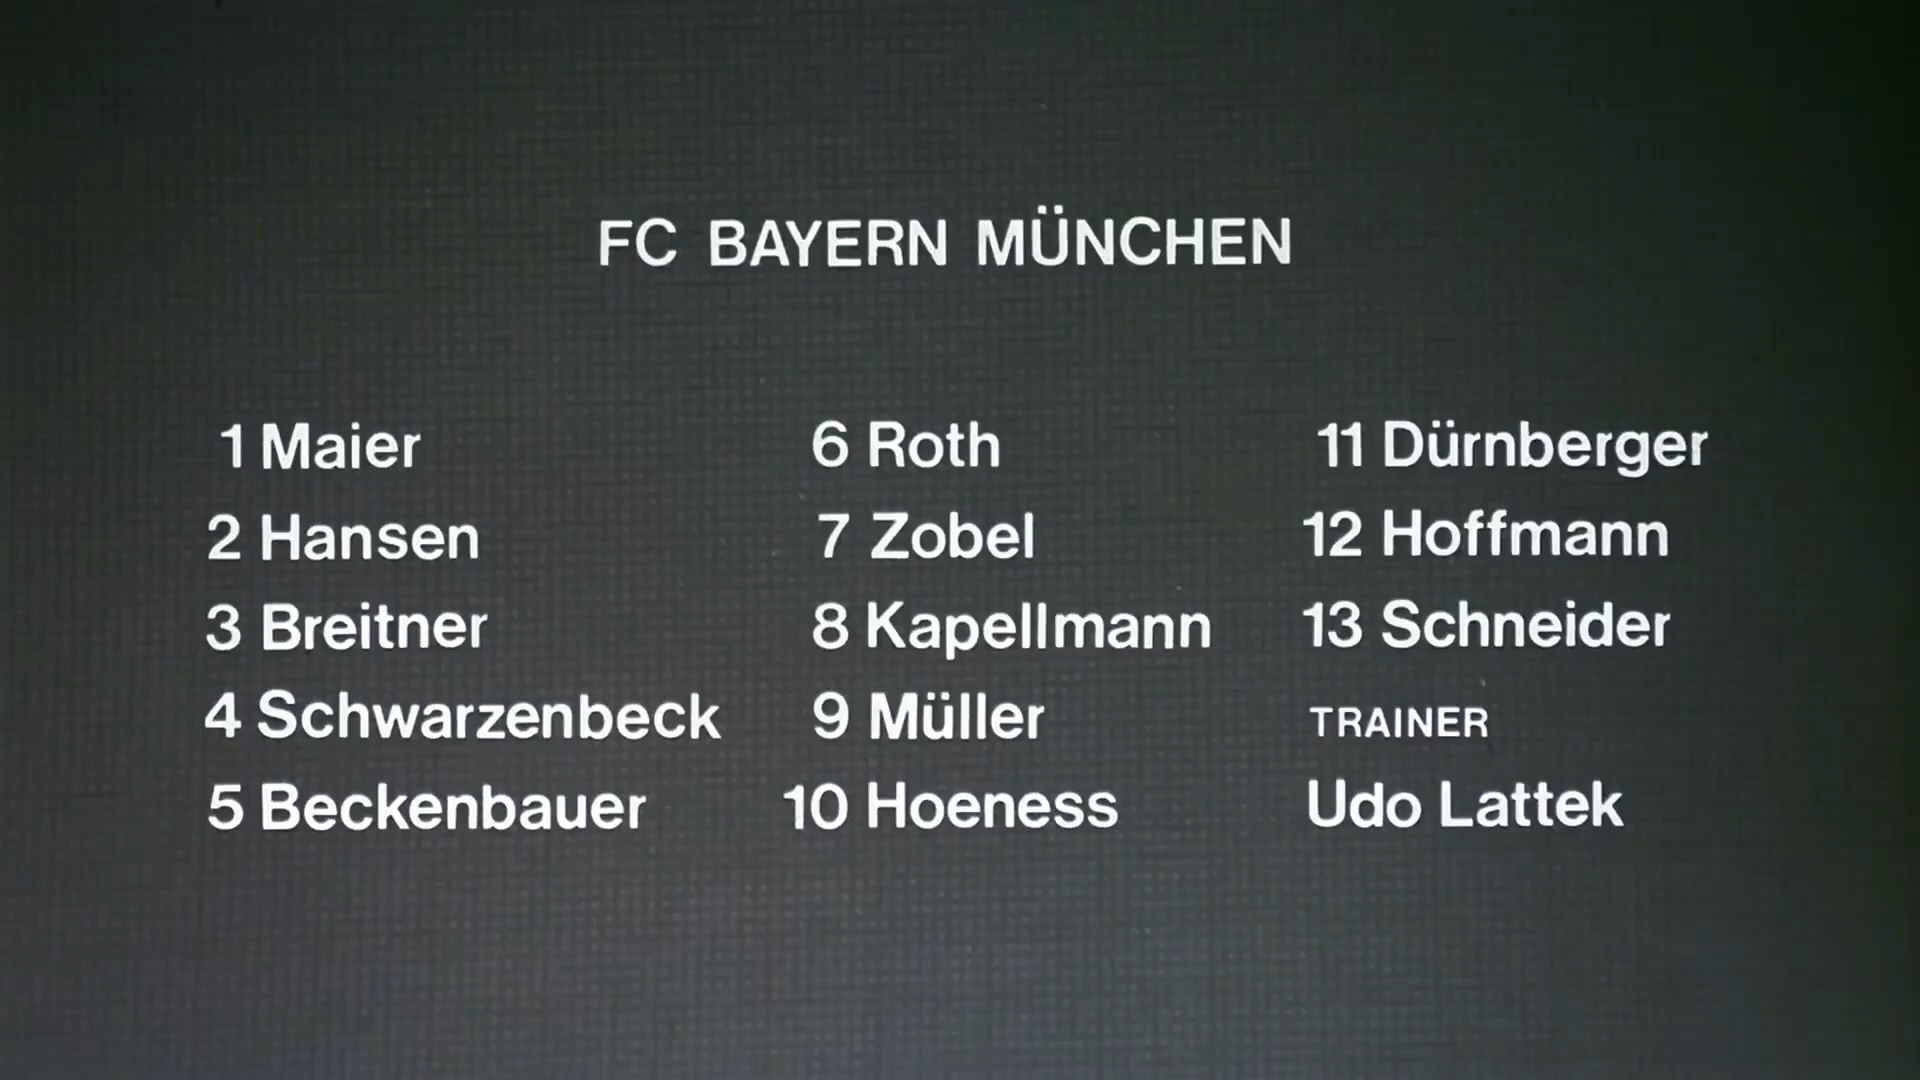 FC BAYERN MÜNCHEN
1 Maier
2 Hansen
3 Breitner
4 Schwarzenbeck
5 Beckenbauer
6 Roth
7 Zobel
8 Kapellmann
9 Müller
10 Hoeness
11 Dürnberger
12 Hoffmann
13 Schneider
TRAINER
Udo Lattek